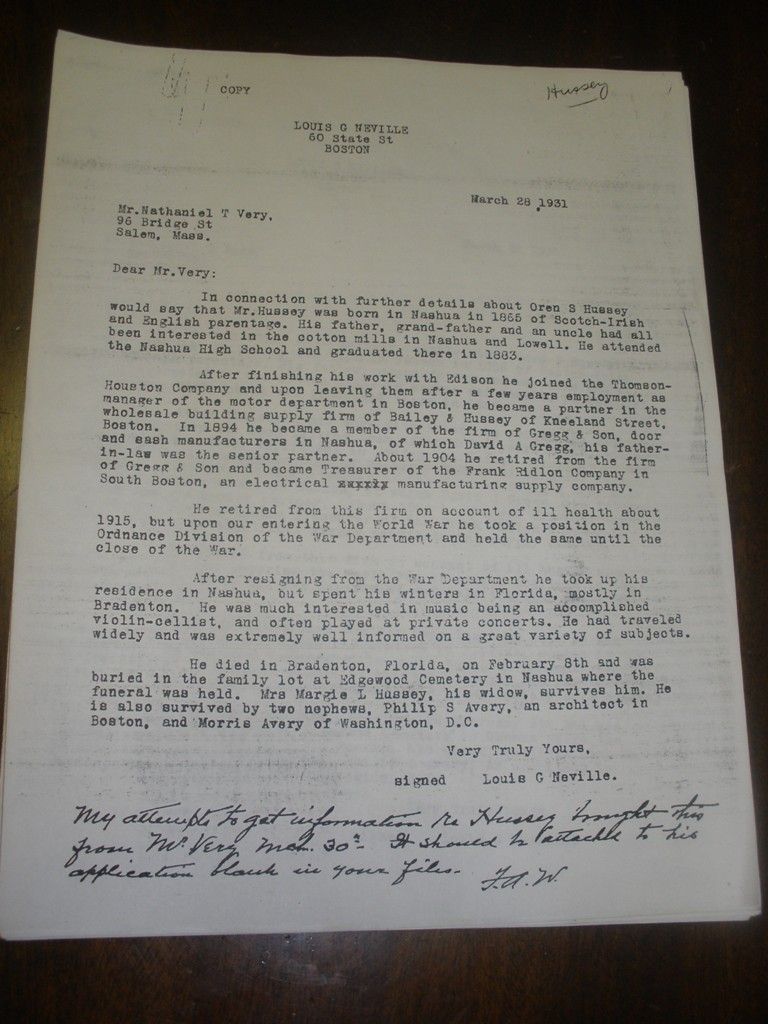 COPY
Hussey
LOUIS G NEVILLE
60 State St
BOSTON
March 28,1931
Mr.Nathaniel T Very,
96 Bridge St
Salem, Mass.
Dear Mr.Very:
In connection with further details about Oren S Hussey
would say that Mr.Hussey was born in Nashua in 1865 of Scotch-Irish
and English parentage. His father, grand-father and an uncle had all
been interested in the cotton mills in Nashua and Lowell. He attended
the Nashua High School and graduated there in 1883.
After finishing his work with Edison he joined the Thomson-
Houston Company and upon leaving them after a few years employment as
manager of the motor department in Boston, he became a partner in the
wholesale building supply firm of Bailey & Hussey of Kneeland Street,
Boston. In 1894 he became a member of the firm of Gregg & Son, door
and sash manufacturers in Nashua, of which David A Gregg, his father-
in-law was the senior partner. About 1904 he retired from the firm
of Gregg & Son and became Treasurer of the Frank Ridlon Company in
South Boston, an electrical manufacturing supply company.
He retired from this firm on account of ill health about
1915, but upon our entering the World War he took a position in the
Ordnance Division of the War Department and held the same until the
close of the War.
After resigning from the War Department he took up his
residence in Nashua, but spent his winters in Florida, mostly in
Bradenton. He was much interested in music being an accomplished
violin-cellist, and often played at private concerts. He had traveled
widely and was extremely well informed on a great variety of subjects.
He died in Bradenton, Florida, on February 8th and was
buried in the family lot at Edgewood Cemetery in Nashua where the
funeral was held. Mrs Margie L Hussey, his widow, survives him. He
is also survived by two nephews, Philip S Avery, an architect in
Boston, and Morris Avery of Washington, D.C.
Very Truly Yours,
signed Louis G Neville.
My attempts to get information re Hussey brought this
from Mr Very Mch. 30th- It should be attached to his
application blank in your files.
F.A.W.